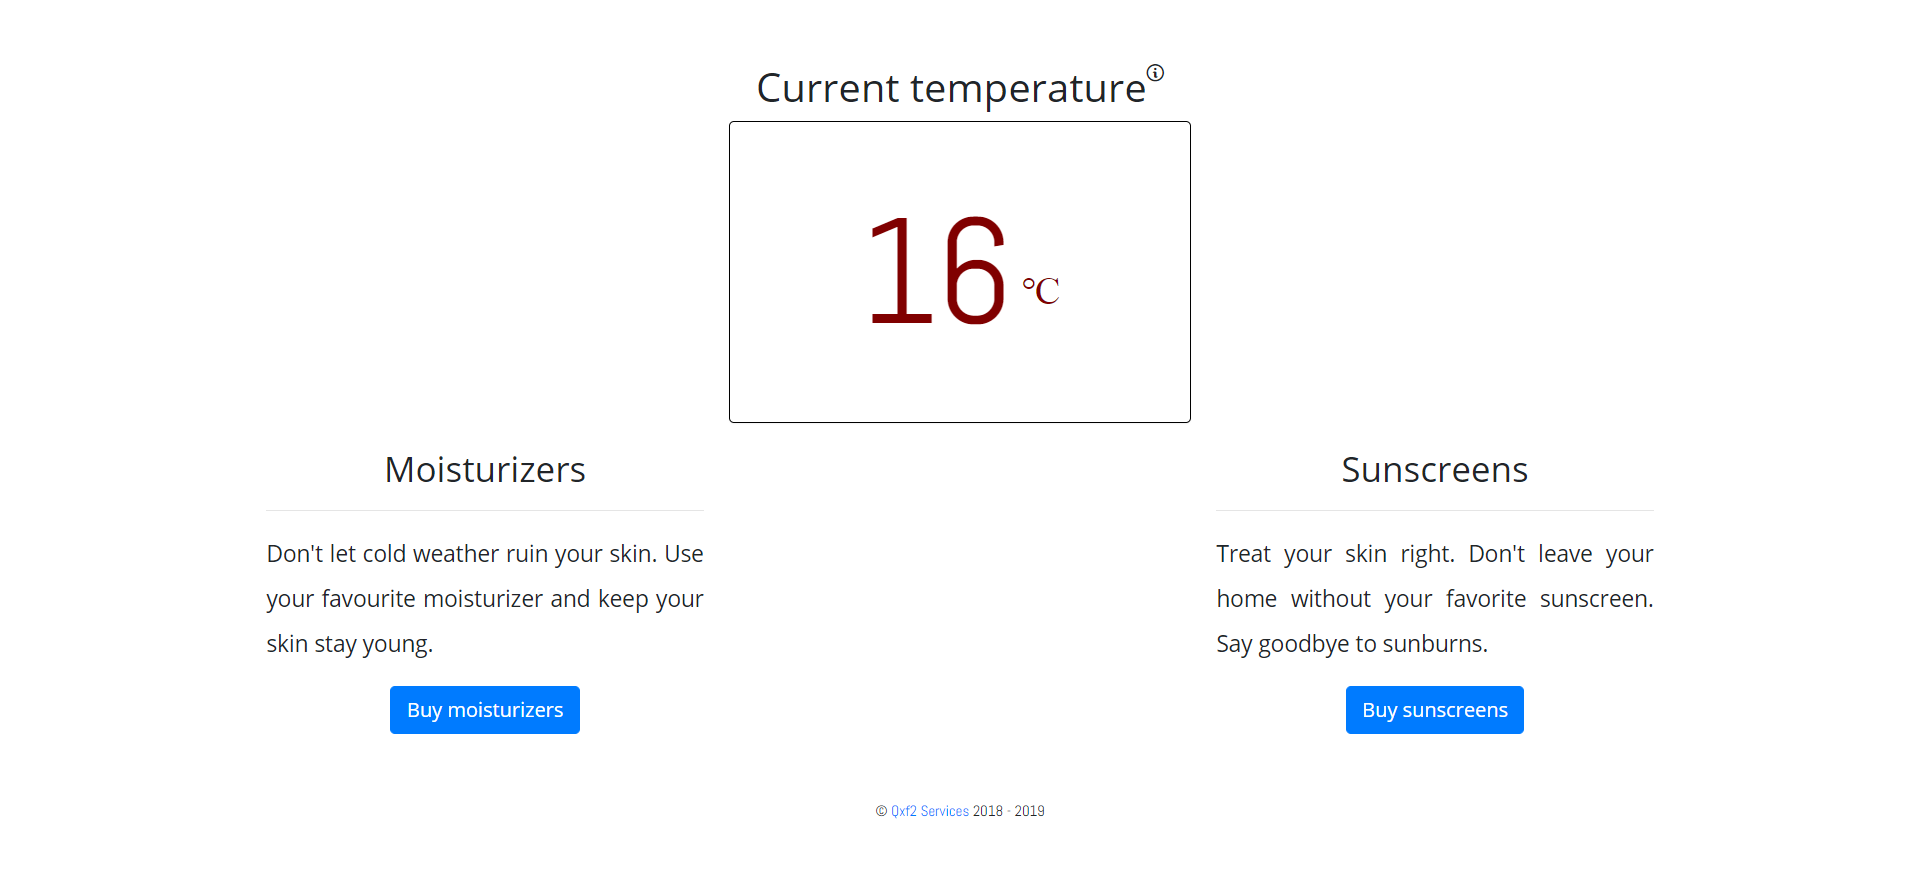 Current temperature
16 ℃
Moisturizers
Don't let cold weather ruin your skin. Use
your favourite moisturizer and keep your
skin stay young.
Buy moisturizers
Sunscreens
Treat your skin right. Don't leave your
home without your favorite sunscreen.
Say goodbye to sunburns.
Buy sunscreens
© Qxf2 Services 2018 - 2019